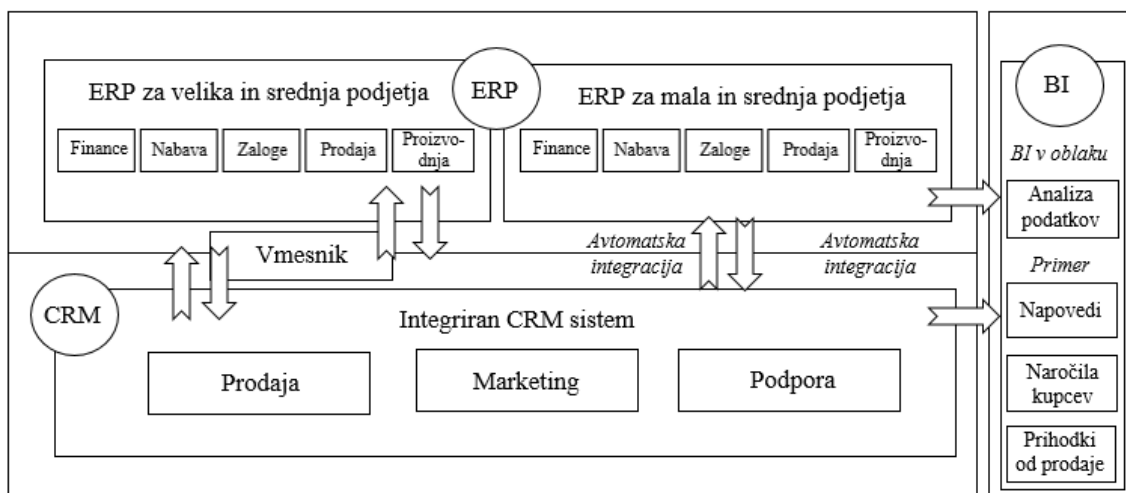 ERP za velika in srednja podjetja
Finance
Nabava
Zaloge
Prodaja
Proizvo-
dnja
ERP
ERP za mala in srednja podjetja
Finance
Nabava
Zaloge
Prodaja
Proizvo-
dnja
Vmesnik
Avtomatska
integracija
Avtomatska
integracija
CRM
Integriran CRM sistem
Prodaja
Marketing
Podpora
BI
BI v oblaku
Analiza
podatkov
Primer
Napovedi
Naročila
kupcev
Prihodki
od prodaje